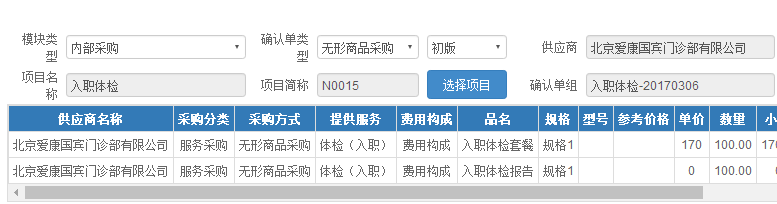 模块类型 内部采购 确认单类型 无形商品采购 初版 供应商 北京爱康国宾门诊部有限公司
项目名称 入职体检 项目简称 N0015 选择项目 确认单组 入职体检-20170306
供应商名称 采购分类 采购方式 提供服务 费用构成 品名 规格 型号 参考价格 单价 数量 小
北京爱康国宾门诊部有限公司 服务采购 无形商品采购 体检（入职） 费用构成 入职体检套餐 规格1 170 100.00
北京爱康国宾门诊部有限公司 服务采购 无形商品采购 体检（入职） 费用构成 入职体检报告 规格1 0 100.00